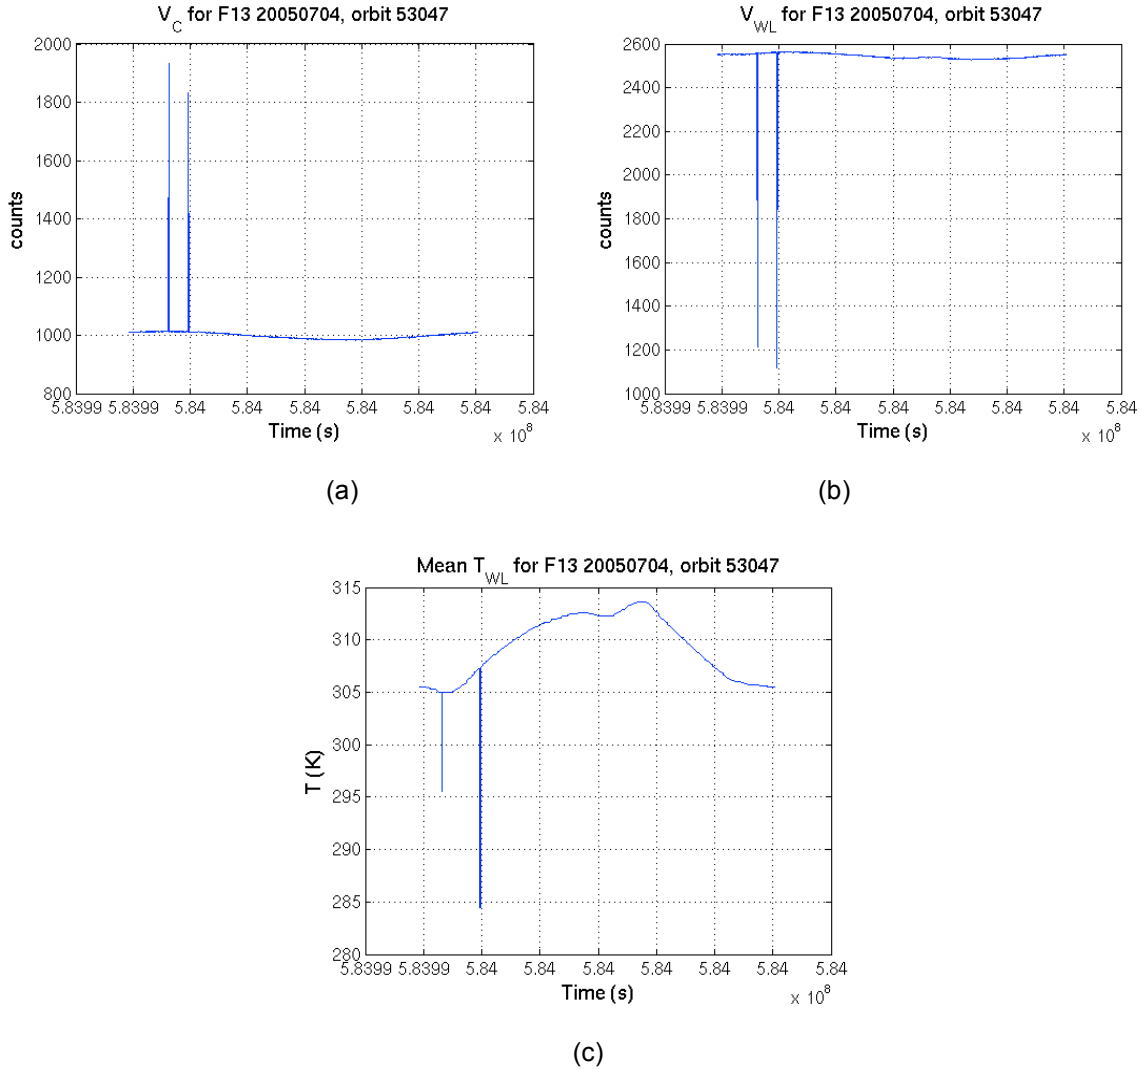 V_C for F13 20050704, orbit 53047
2000
1800
1600
1400
1200
1000
800
counts
5.8399 5.8399 5.84 5.84 5.84 5.84 5.84 5.84 5.84
Time (s)
x 10^8
(a)
V_WL for F13 20050704, orbit 53047
2600
2400
2200
2000
1800
1600
1400
1200
1000
counts
5.8399 5.8399 5.84 5.84 5.84 5.84 5.84 5.84 5.84
Time (s)
x 10^8
(b)
Mean T_WL for F13 20050704, orbit 53047
315
310
305
300
295
290
285
280
T (K)
5.8399 5.8399 5.84 5.84 5.84 5.84 5.84 5.84 5.84
Time (s)
x 10^8
(c)